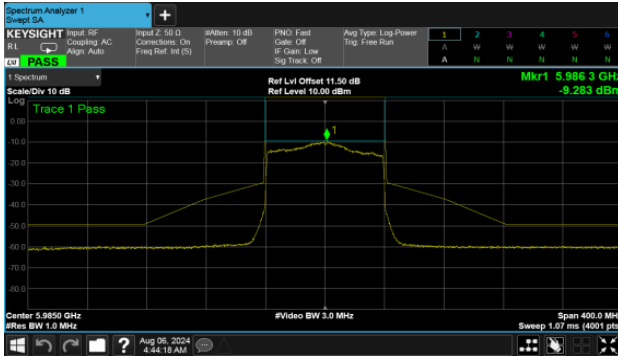 Spectrum Analyzer 1
Swept SA
+
KEYSIGHT Input: RF Input Z: 50 Ω #Atten: 10 dB PNO: Fast Avg Type: Log-Power 1 2 3 4 5 6
RL Coupling: AC Corrections: On Preamp: Off Gate: Off Trig: Free Run
Align: Auto Freq Ref: Int (S) IF Gain: Low A W W W W W
LXI PASS Sig Track: Off A N N N N N
1 Spectrum Ref Lvl Offset 11.50 dB Mkr1 5.986 3 GHz
Scale/Div 10 dB Ref Level 10.00 dBm -9.283 dBm
Log Trace 1 Pass
0.00
1
-10.0
-20.0
-30.0
-40.0
-50.0
-60.0
-70.0
-80.0
Center 5.9850 GHz #Video BW 3.0 MHz Span 400.0 MHz
#Res BW 1.0 MHz Sweep 1.07 ms (4001 pts)
? Aug 06, 2024
4:44:18 AM